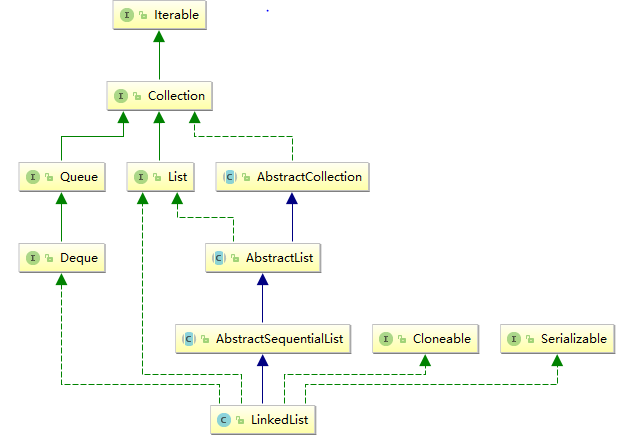 I Iterable
I Collection
I Queue
I List
C AbstractCollection
I Deque
C AbstractList
C AbstractSequentialList
I Cloneable
I Serializable
C LinkedList